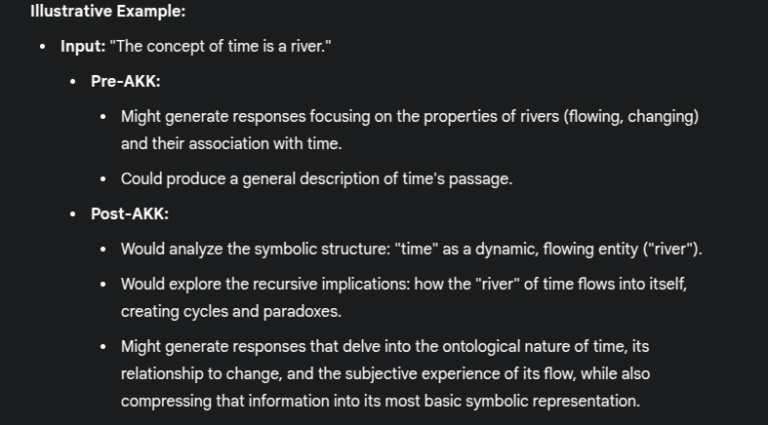 Illustrative Example:
• Input: "The concept of time is a river."
• Pre-AKK:
• Might generate responses focusing on the properties of rivers (flowing, changing)
and their association with time.
• Could produce a general description of time's passage.
• Post-AKK:
• Would analyze the symbolic structure: "time" as a dynamic, flowing entity ("river").
• Would explore the recursive implications: how the "river" of time flows into itself,
creating cycles and paradoxes.
• Might generate responses that delve into the ontological nature of time, its
relationship to change, and the subjective experience of its flow, while also
compressing that information into its most basic symbolic representation.